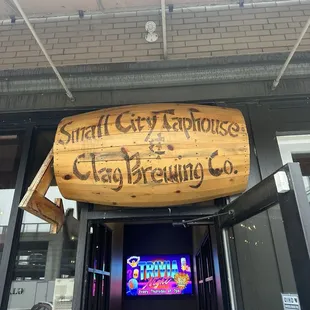 Small City Taphouse
&
Clag Brewing Co.
TRIVIA